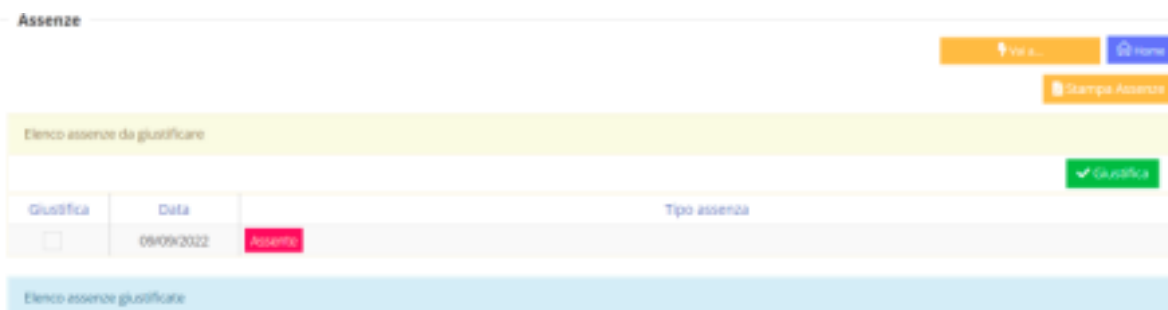 Assenze
Vai a...
Home
Stampa Assenze
Elenco assenze da giustificare
Giustifica
Giustifica Data Tipo assenza
09/09/2022 Assente
Elenco assenze giustificate